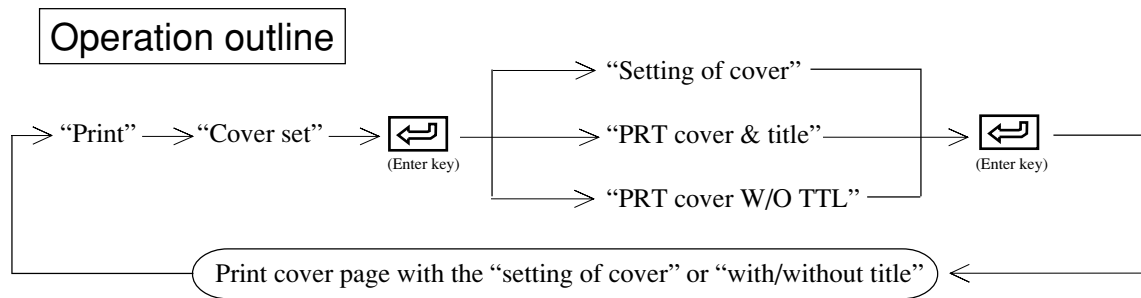 Operation outline
“Setting of cover”
“Print” “Cover set” “PRT cover & title”
(Enter key) (Enter key)
“PRT cover W/O TTL”
Print cover page with the “setting of cover” or “with/without title”